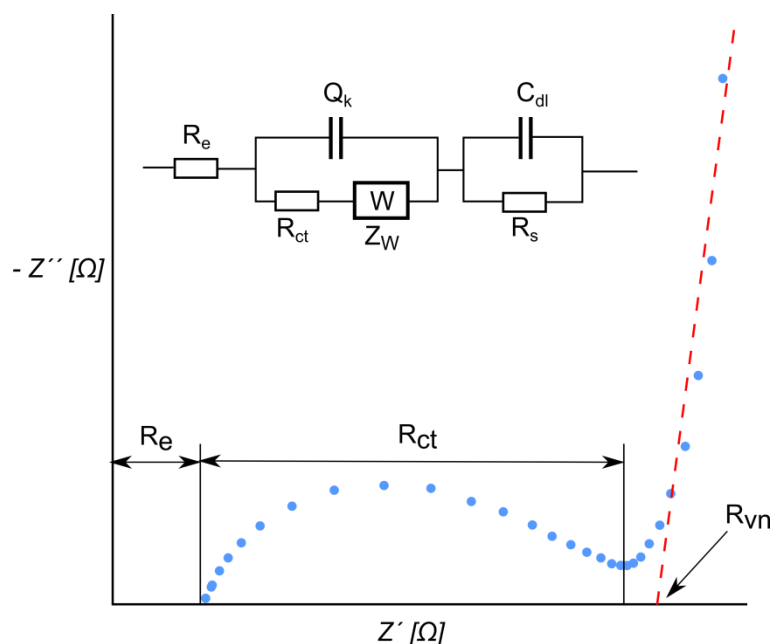 Qk
Cdl
Re
W
Rct
ZW
Rs
- Z´´ [Ω]
Re
Rct
Rvn
Z´ [Ω]